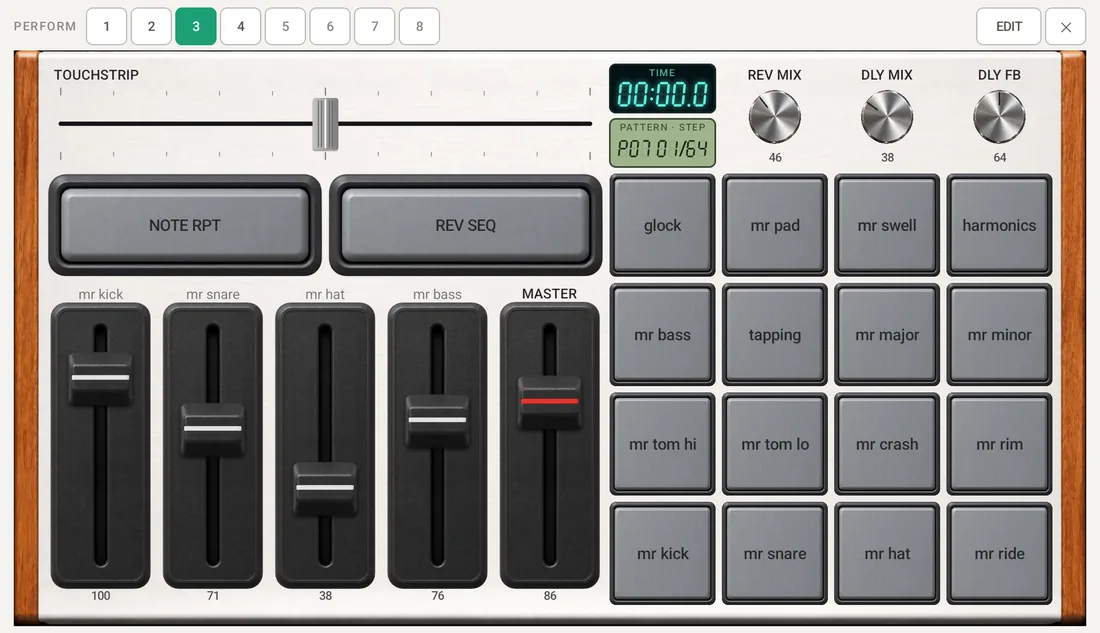 PERFORM 1 2 3 4 5 6 7 8 EDIT ×
TOUCHSTRIP
TIME
00:00.0
PATTERN · STEP
P07 01/64
REV MIX DLY MIX DLY FB
46 38 64
NOTE RPT REV SEQ
glock mr pad mr swell harmonics
mr kick mr snare mr hat mr bass MASTER
mr bass tapping mr major mr minor
mr tom hi mr tom lo mr crash mr rim
mr kick mr snare mr hat mr ride
100 71 38 76 86